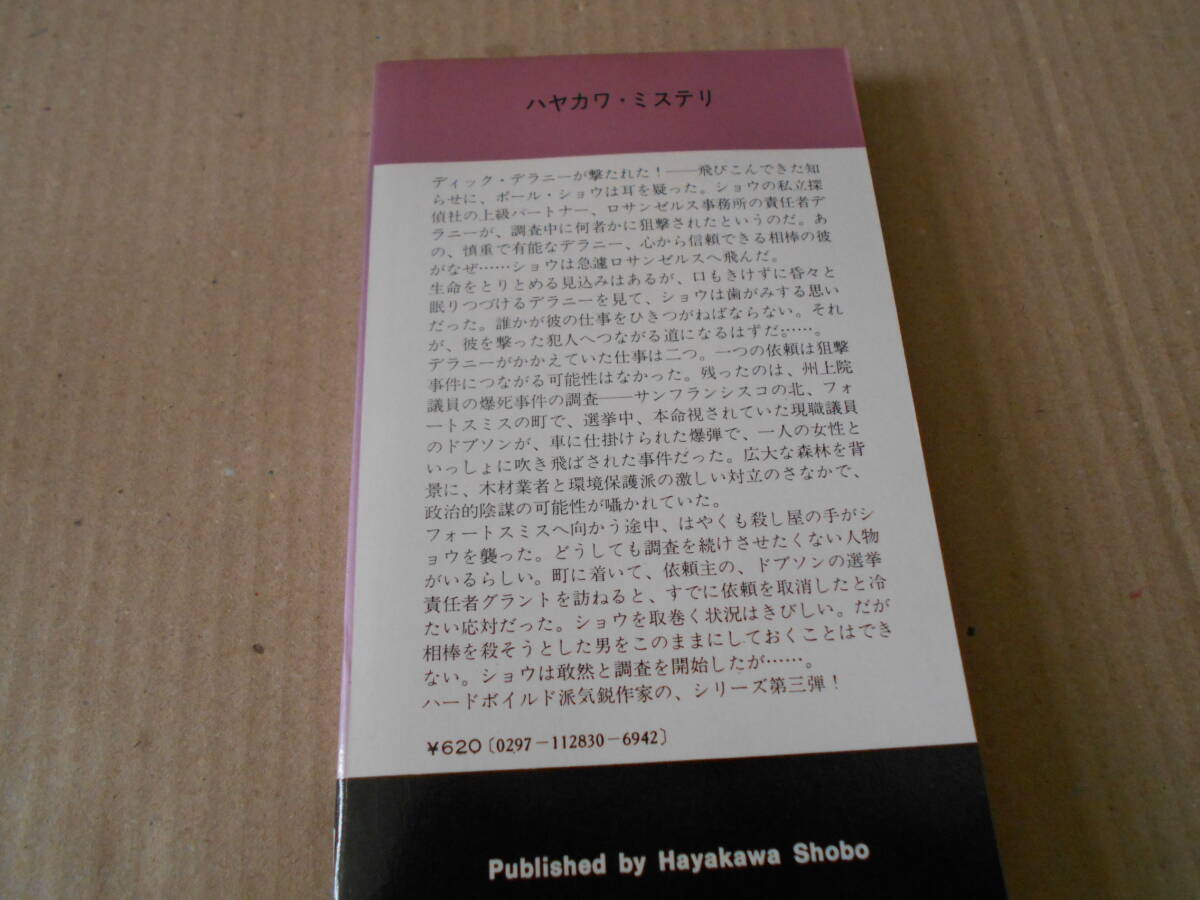 ハヤカワ・ミステリ
ディック・デラニーが撃たれた！――飛びこんできた知
らせに、ポール・ショウは耳を疑った。ショウの私立探
偵社の上級パートナー、ロサンゼルス事務所の責任者デ
ラニーが、調査中に何者かに狙撃されたというのだ。あ
の、慎重で有能なデラニー、心から信頼できる相棒の彼
がなぜ……ショウは急遽ロサンゼルスへ飛んだ。
生命をとりとめる見込みはあるが、口もきけずに昏々と
眠りつづけるデラニーを見て、ショウは歯がみする思い
だった。誰かが彼の仕事をひきつがねばならない。それ
が、彼を撃った犯人へつながる道になるはずだ……。
デラニーがかかえていた仕事は二つ。一つの依頼は狙撃
事件につながる可能性はなかった。残ったのは、州上院
議員の爆死事件の調査――サンフランシスコの北、フォ
ートスミスの町で、選挙中、本命視されていた現職議員
のドブソンが、車に仕掛けられた爆弾で、一人の女性と
いっしょに吹き飛ばされた事件だった。広大な森林を背
景に、木材業者と環境保護派の激しい対立のさなかで、
政治的陰謀の可能性が囁かれていた。
フォートスミスへ向かう途中、はやくも殺し屋の手がシ
ョウを襲った。どうしても調査を続けさせたくない人物
がいるらしい。町に着いて、依頼主の、ドブソンの選挙
責任者グラントを訪ねると、すでに依頼を取消したと冷
たい応対だった。ショウを取巻く状況はきびしい。だが
相棒を殺そうとした男をこのままにしておくことはでき
ない。ショウは敢然と調査を開始したが……。
ハードボイルド派気鋭作家の、シリーズ第三弾！
￥620〔0297－112830－6942〕
Published by Hayakawa Shobo